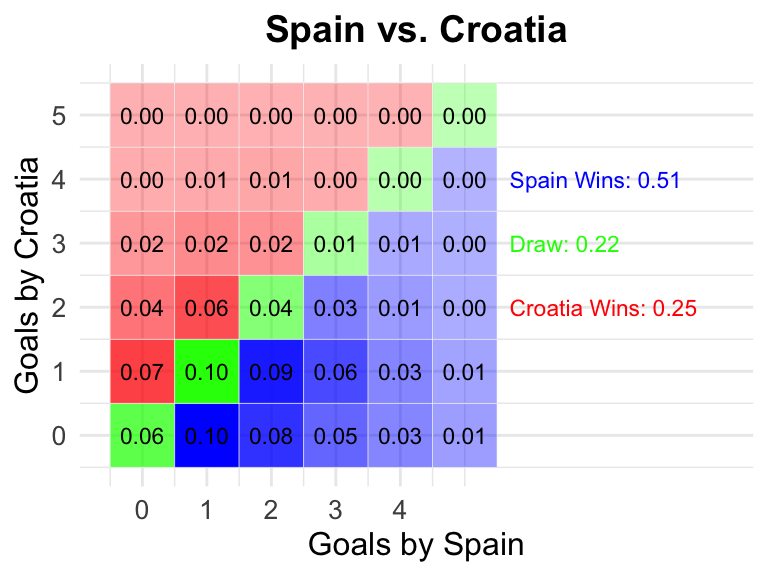 Spain vs. Croatia
Goals by Croatia
5 0.00 0.00 0.00 0.00 0.00 0.00
4 0.00 0.01 0.01 0.00 0.00 0.00 Spain Wins: 0.51
3 0.02 0.02 0.02 0.01 0.01 0.00 Draw: 0.22
2 0.04 0.06 0.04 0.03 0.01 0.00 Croatia Wins: 0.25
1 0.07 0.10 0.09 0.06 0.03 0.01
0 0.06 0.10 0.08 0.05 0.03 0.01
0 1 2 3 4
Goals by Spain